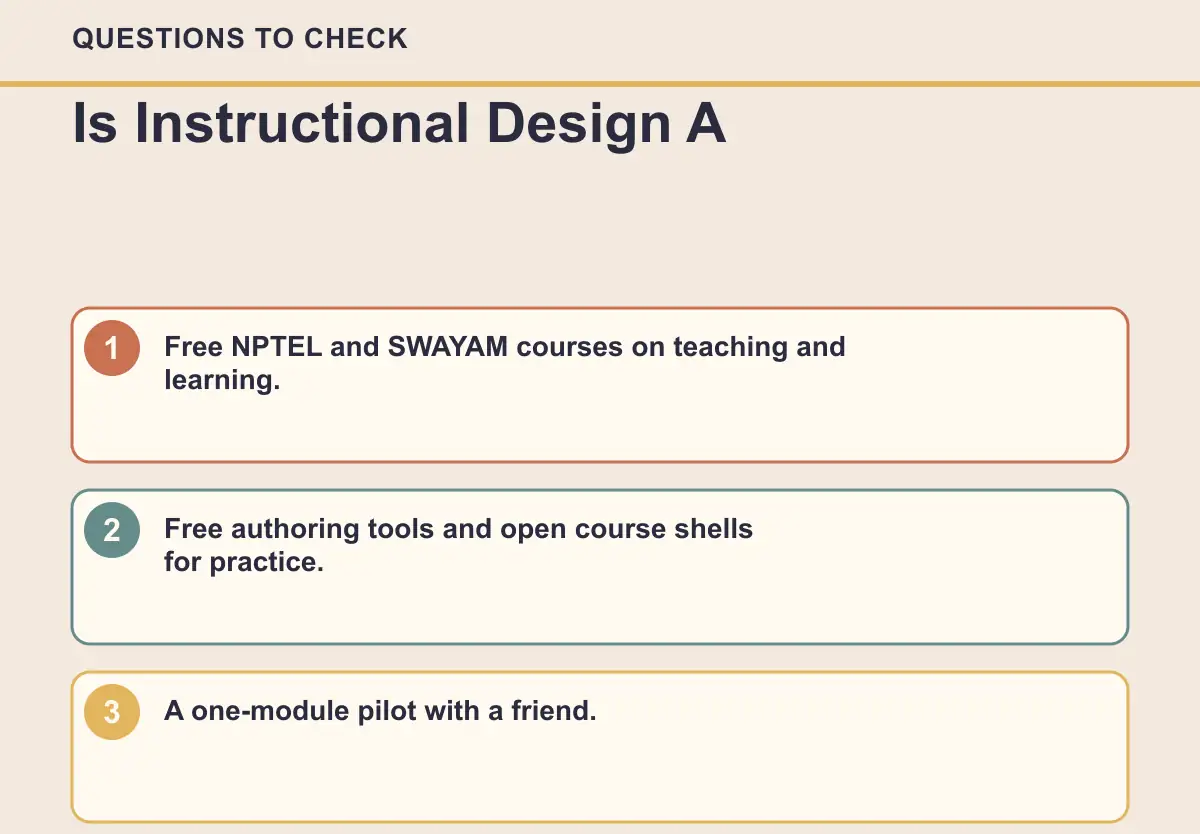 QUESTIONS TO CHECK
Is Instructional Design A
1
Free NPTEL and SWAYAM courses on teaching and
learning.
2
Free authoring tools and open course shells
for practice.
3
A one-module pilot with a friend.